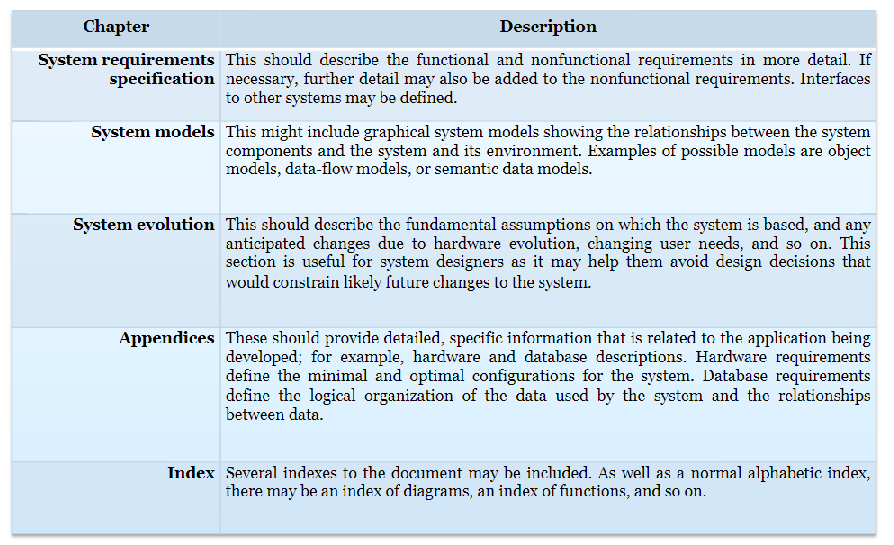 Chapter Description
System requirements specification This should describe the functional and nonfunctional requirements in more detail. If
necessary, further detail may also be added to the nonfunctional requirements. Interfaces
to other systems may be defined.
System models This might include graphical system models showing the relationships between the system
components and the system and its environment. Examples of possible models are object
models, data-flow models, or semantic data models.
System evolution This should describe the fundamental assumptions on which the system is based, and any
anticipated changes due to hardware evolution, changing user needs, and so on. This
section is useful for system designers as it may help them avoid design decisions that
would constrain likely future changes to the system.
Appendices These should provide detailed, specific information that is related to the application being
developed; for example, hardware and database descriptions. Hardware requirements
define the minimal and optimal configurations for the system. Database requirements
define the logical organization of the data used by the system and the relationships
between data.
Index Several indexes to the document may be included. As well as a normal alphabetic index,
there may be an index of diagrams, an index of functions, and so on.